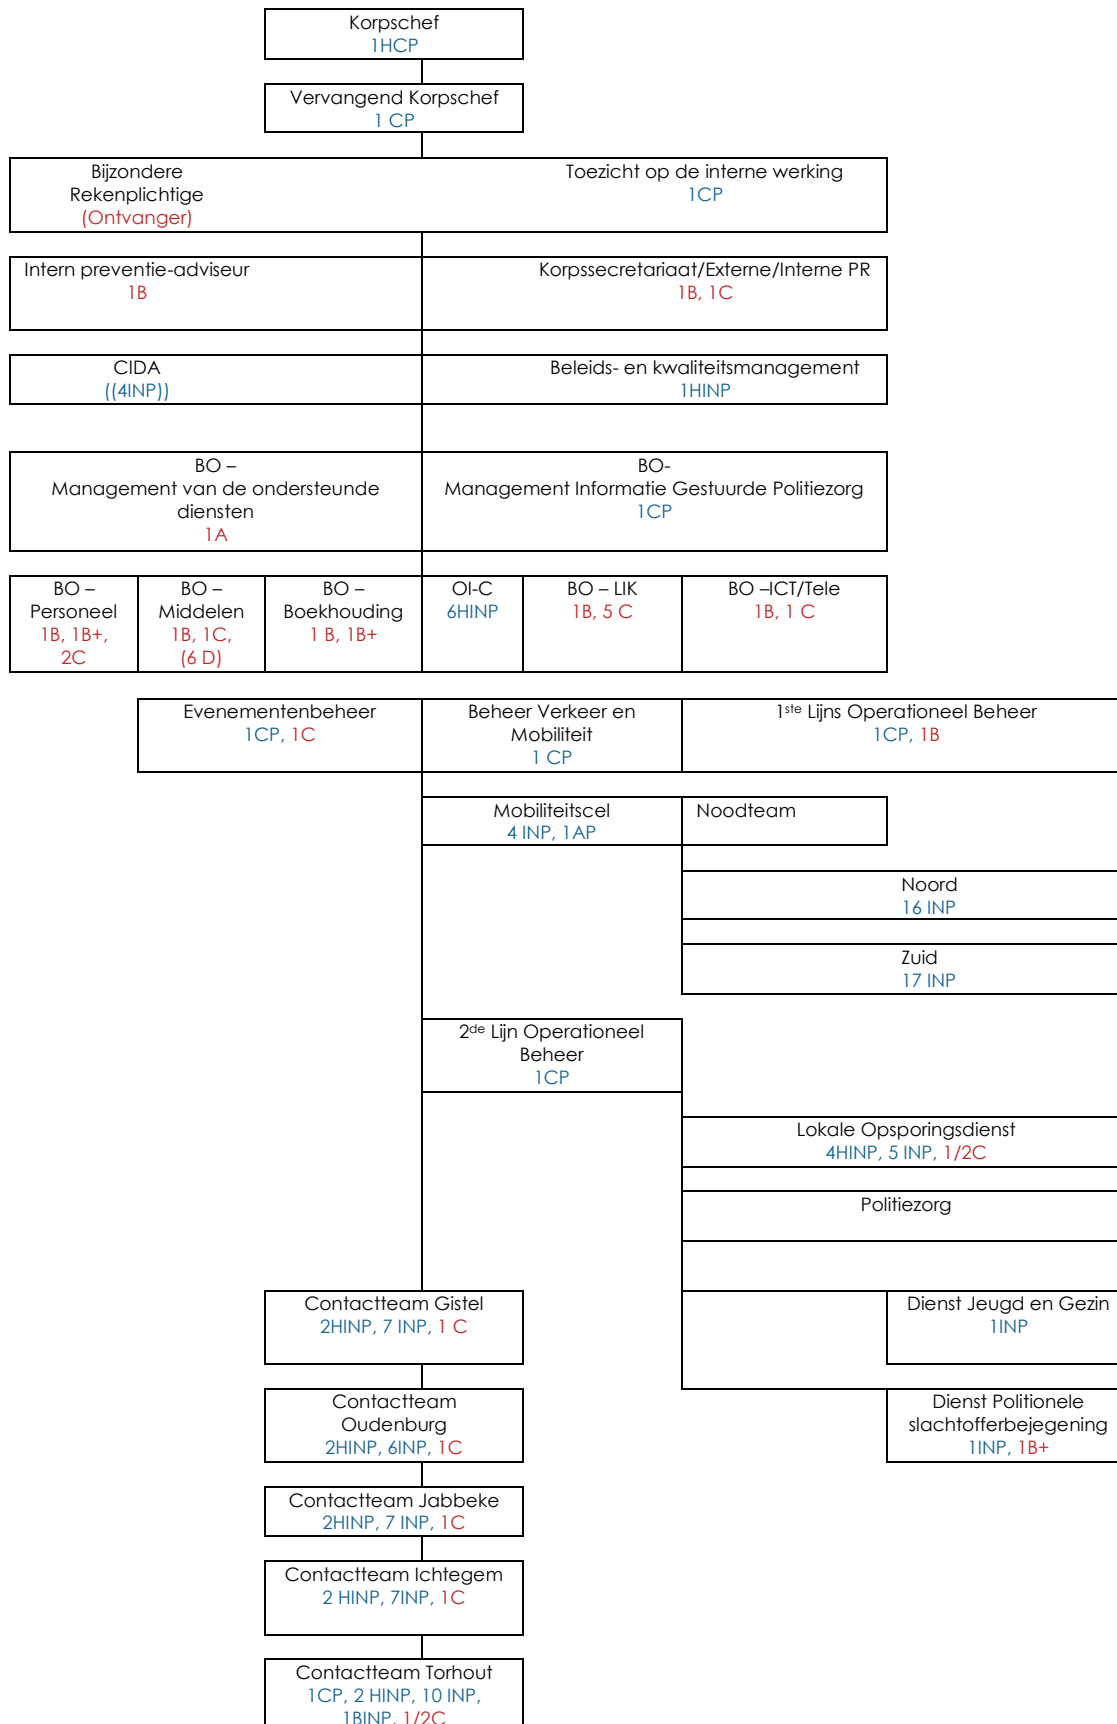 Korpschef
1HCP
Vervangend Korpschef
1 CP
Bijzondere
Rekenplichtige
(Ontvanger)
Toezicht op de interne werking
1CP
Intern preventie-adviseur
1B
Korpssecretariaat/Externe/Interne PR
1B, 1C
CIDA
((4INP))
Beleids- en kwaliteitsmanagement
1HINP
BO –
Management van de ondersteunde
diensten
1A
BO-
Management Informatie Gestuurde Politiezorg
1CP
BO –
Personeel
1B, 1B+,
2C
BO –
Middelen
1B, 1C,
(6 D)
BO –
Boekhouding
1 B, 1B+
OI-C
6HINP
BO – LIK
1B, 5 C
BO –ICT/Tele
1B, 1 C
Evenementenbeheer
1CP, 1C
Beheer Verkeer en
Mobiliteit
1 CP
1ste Lijns Operationeel Beheer
1CP, 1B
Mobiliteitscel
4 INP, 1AP
Noodteam
Noord
16 INP
Zuid
17 INP
2de Lijn Operationeel
Beheer
1CP
Lokale Opsporingsdienst
4HINP, 5 INP, 1/2C
Politiezorg
Contactteam Gistel
2HINP, 7 INP, 1 C
Dienst Jeugd en Gezin
1INP
Contactteam
Oudenburg
2HINP, 6INP, 1C
Dienst Politionele
slachtofferbejegening
1INP, 1B+
Contactteam Jabbeke
2HINP, 7 INP, 1C
Contactteam Ichtegem
2 HINP, 7INP, 1C
Contactteam Torhout
1CP, 2 HINP, 10 INP,
1BINP, 1/2C